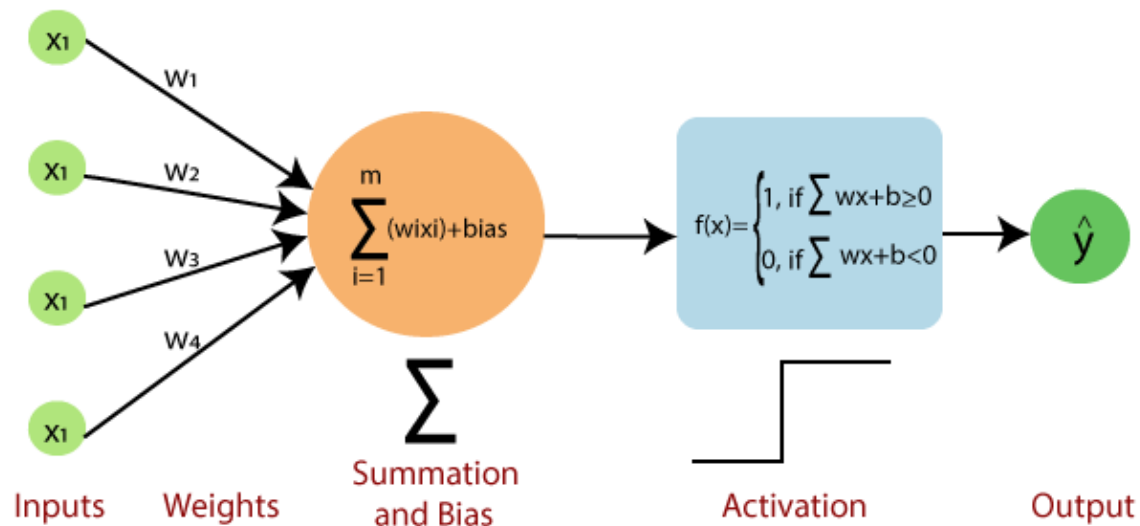 x1
x1
x1
x1
w1
w2
w3
w4
m
∑(wixi)+bias
i=1
f(x)={1, if ∑ wx+b≥0
0, if ∑ wx+b<0
ŷ
∑
Inputs
Weights
Summation
and Bias
Activation
Output